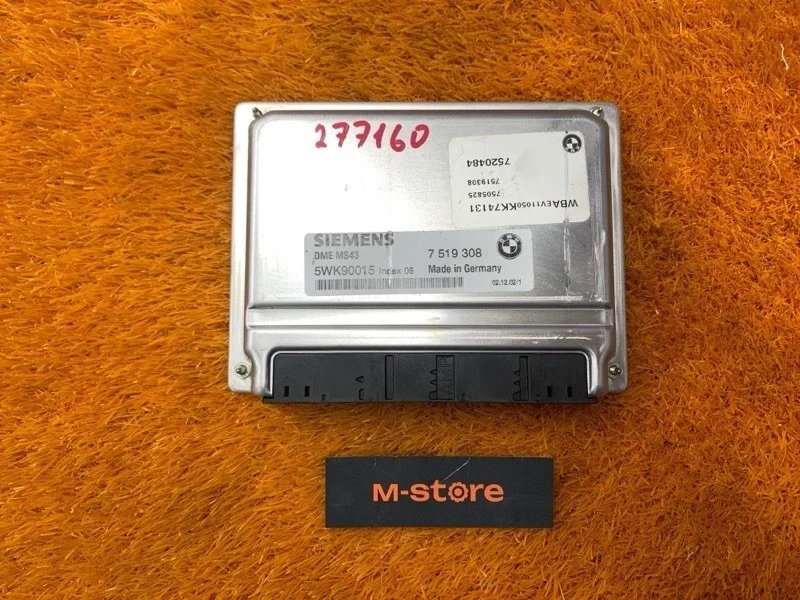 277160
7520484
7519308
7505825
WBAEV11050KK74131
SIEMENS
DME MS43
5WK90015 Index 08
7 519 308
Made in Germany
02.12.02/1
M-store